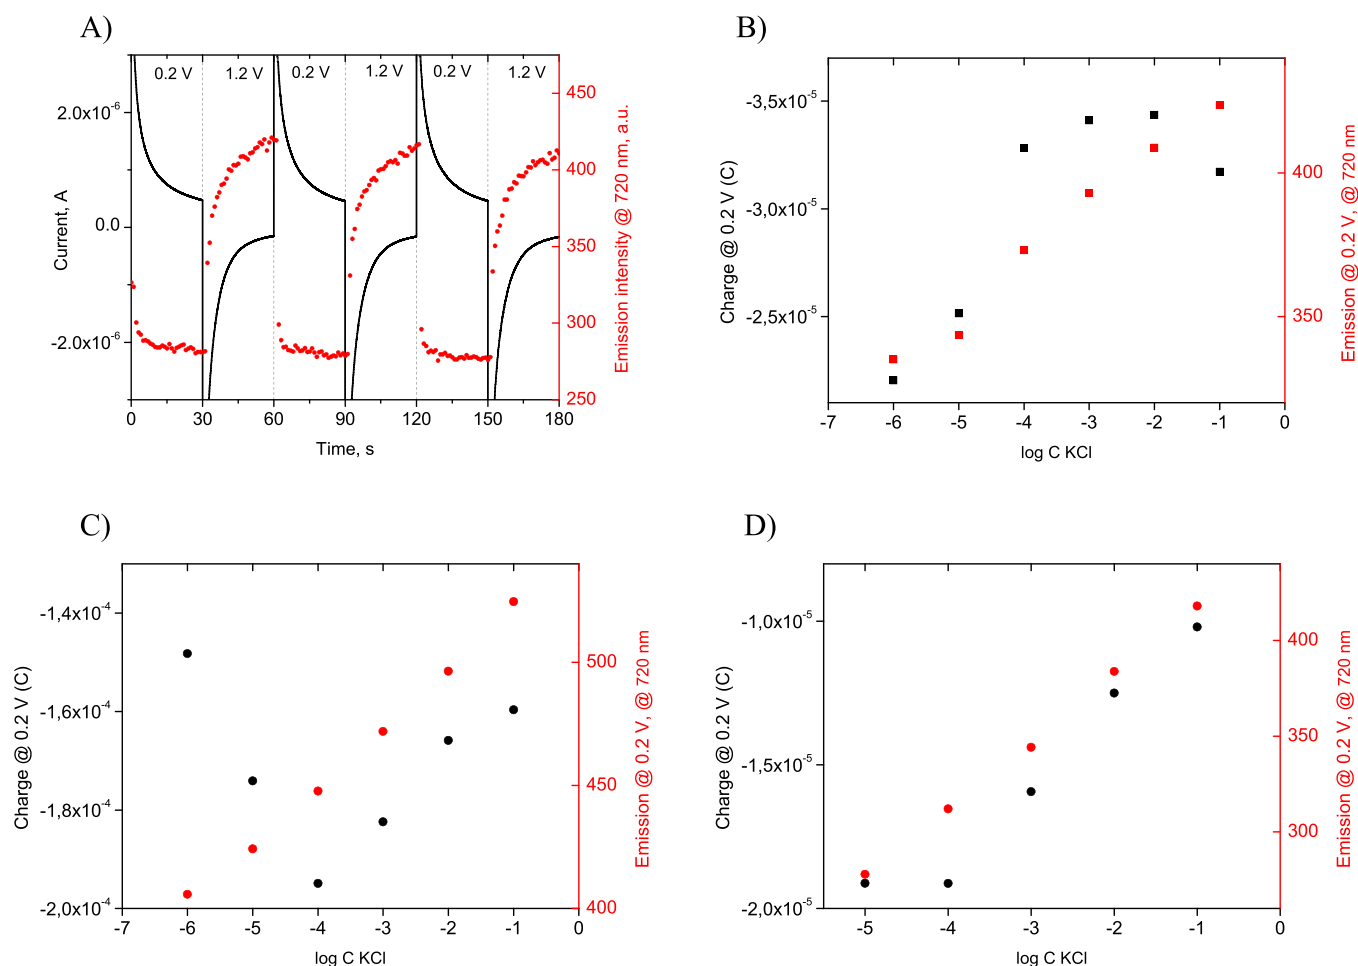 A)
0.2 V 1.2 V 0.2 V 1.2 V 0.2 V 1.2 V
2.0x10⁻⁶
0.0
-2.0x10⁻⁶
Current, A
0 30 60 90 120 150 180
Time, s
450
400
350
300
250
Emission intensity @ 720 nm, a.u.
B)
-3,5x10⁻⁵
-3,0x10⁻⁵
-2,5x10⁻⁵
Charge @ 0.2 V (C)
-7 -6 -5 -4 -3 -2 -1 0
log C KCl
400
350
Emission @ 0.2 V, @ 720 nm
C)
-1,4x10⁻⁴
-1,6x10⁻⁴
-1,8x10⁻⁴
-2,0x10⁻⁴
Charge @ 0.2 V (C)
-7 -6 -5 -4 -3 -2 -1 0
log C KCl
500
450
400
Emission @ 0.2 V, @ 720 nm
D)
-1,0x10⁻⁵
-1,5x10⁻⁵
-2,0x10⁻⁵
Charge @ 0.2 V (C)
-5 -4 -3 -2 -1 0
log C KCl
400
350
300
Emission @ 0.2 V, @ 720 nm